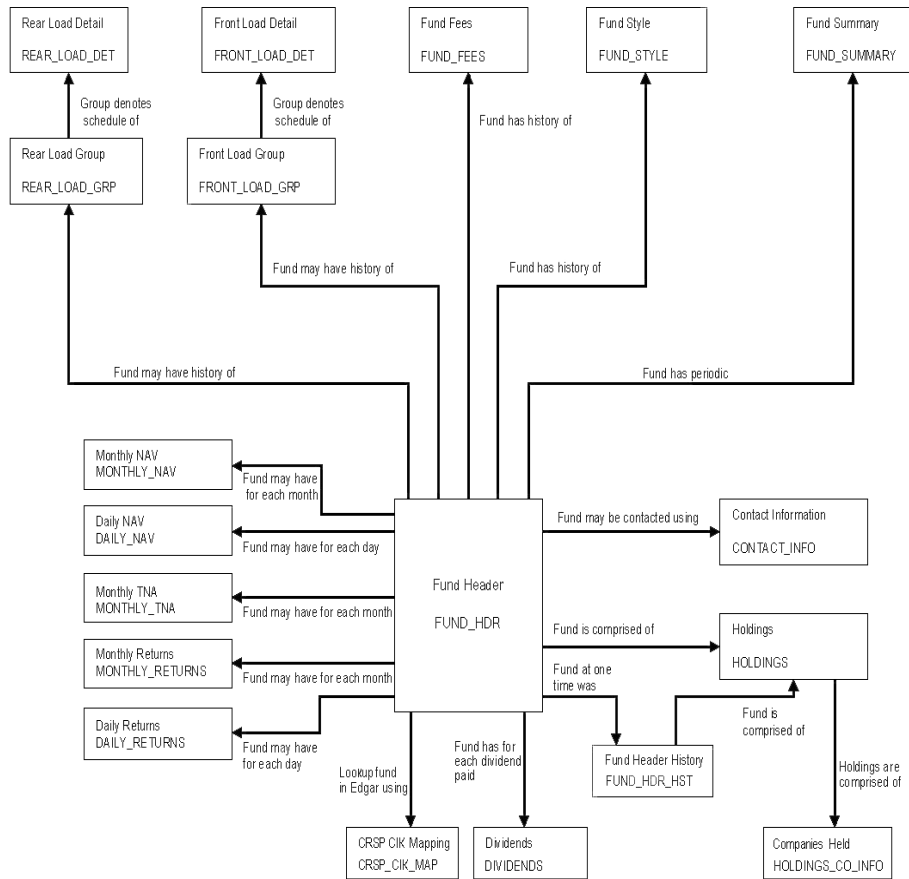 Rear Load Detail
REAR_LOAD_DET
Front Load Detail
FRONT_LOAD_DET
Fund Fees
FUND_FEES
Fund Style
FUND_STYLE
Fund Summary
FUND_SUMMARY
Group denotes
schedule of
Group denotes
schedule of
Fund has history of
Rear Load Group
REAR_LOAD_GRP
Front Load Group
FRONT_LOAD_GRP
Fund may have history of
Fund has history of
Fund may have history of
Fund has periodic
Monthly NAV
MONTHLY_NAV
Fund may have
for each month
Daily NAV
DAILY_NAV
Fund may have for each day
Monthly TNA
MONTHLY_TNA
Fund may have for each month
Monthly Returns
MONTHLY_RETURNS
Fund may have for each month
Daily Returns
DAILY_RETURNS
Fund may have
for each day
Fund Header
FUND_HDR
Fund may be contacted using
Contact Information
CONTACT_INFO
Fund is comprised of
Holdings
HOLDINGS
Fund at one
time was
Fund is
comprised of
Fund Header History
FUND_HDR_HST
Lookup fund
in Edgar using
Fund has for
each dividend
paid
Holdings are
comprised of
CRSP CIK Mapping
CRSP_CIK_MAP
Dividends
DIVIDENDS
Companies Held
HOLDINGS_CO_INFO